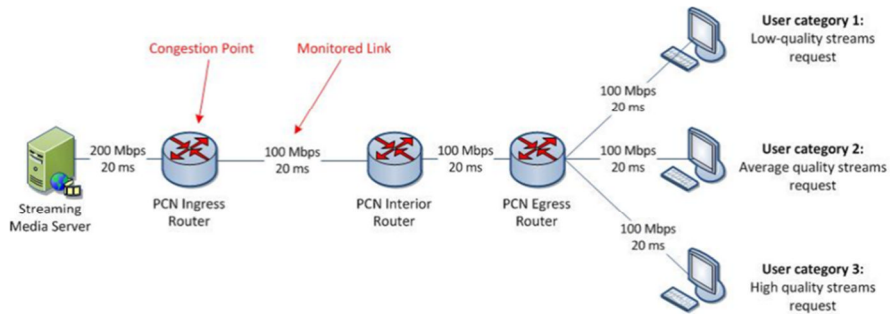 Congestion Point
Monitored Link
User category 1:
Low-quality streams
request
100 Mbps
20 ms
200 Mbps
20 ms
100 Mbps
20 ms
100 Mbps
20 ms
100 Mbps
20 ms
User category 2:
Average quality streams
request
Streaming
Media Server
PCN Ingress
Router
PCN Interior
Router
PCN Egress
Router
100 Mbps
20 ms
User category 3:
High quality streams
request